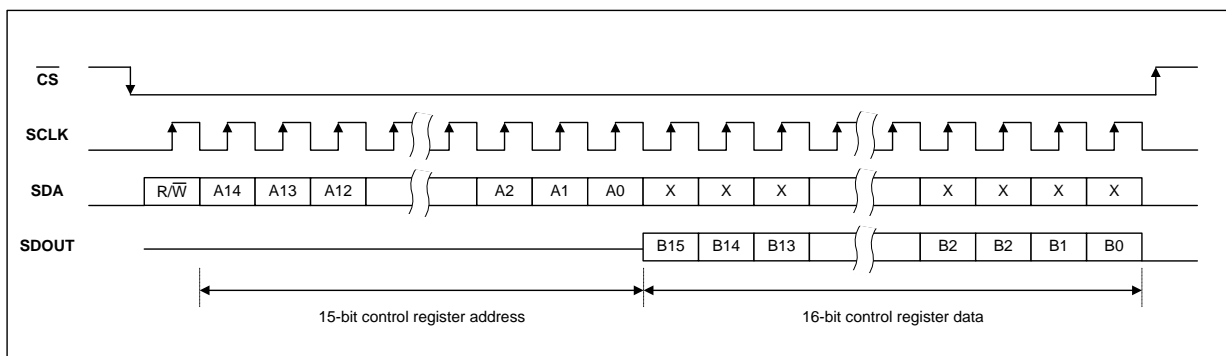 CS
SCLK
SDA R/W A14 A13 A12 A2 A1 A0 X X X X X X X
SDOUT B15 B14 B13 B2 B2 B1 B0
15-bit control register address 16-bit control register data